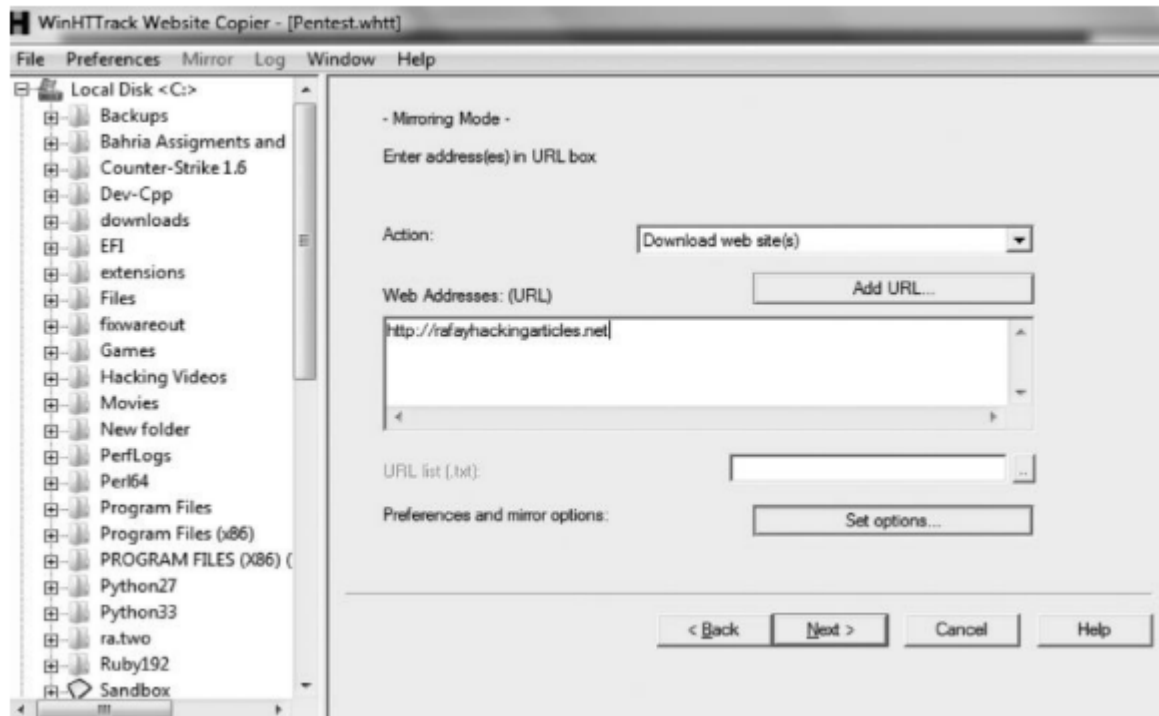 WinHTTrack Website Copier - [Pentest.whtt]
File Preferences Mirror Log Window Help
Local Disk <C:>
Backups
Bahria Assigments and
Counter-Strike 1.6
Dev-Cpp
downloads
EFI
extensions
Files
fixwareout
Games
Hacking Videos
Movies
New folder
PerfLogs
Perl64
Program Files
Program Files (x86)
PROGRAM FILES (X86) (
Python27
Python33
ra.two
Ruby192
Sandbox
- Mirroring Mode -
Enter address(es) in URL box
Action:
Download web site(s)
Web Addresses: (URL)
Add URL...
http://rafayhackingarticles.net
URL list (.txt):
..
Preferences and mirror options:
Set options...
< Back
Next >
Cancel
Help